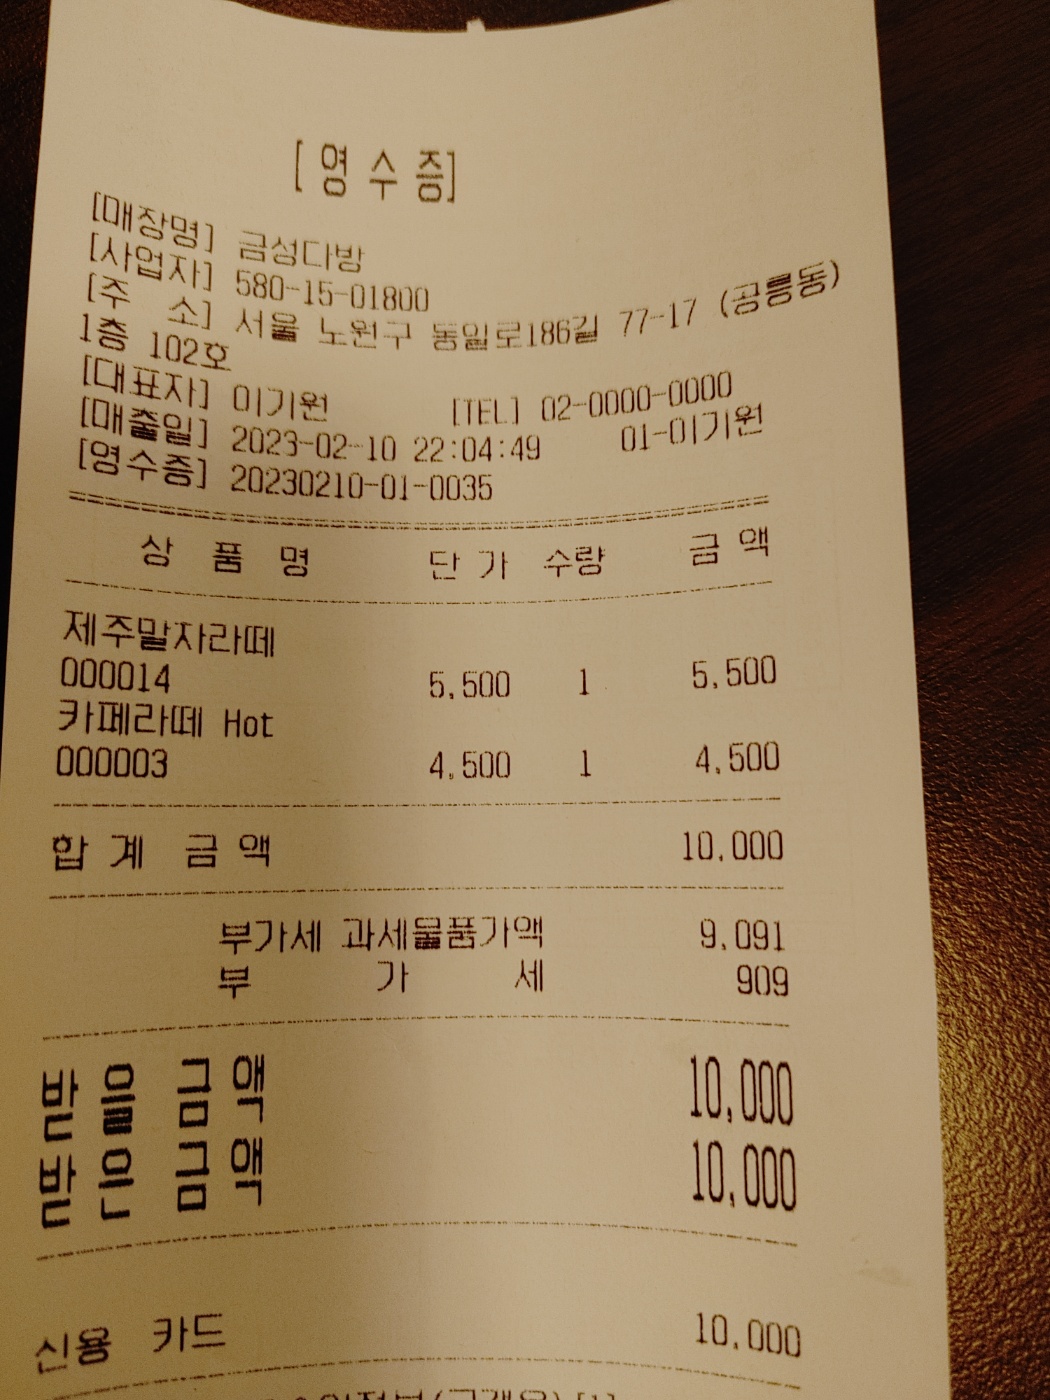 [영수증]
[매장명] 금성다방
[사업자] 580-15-01800
[주 소] 서울 노원구 동일로186길 77-17 (공릉동)
1층 102호
[대표자] 이기원 [TEL] 02-0000-0000
[매출일] 2023-02-10 22:04:49 01-이기원
[영수증] 20230210-01-0035
상 품 명 단 가 수량 금 액
제주말차라떼
000014 5,500 1 5,500
카페라떼 Hot
000003 4,500 1 4,500
합 계 금 액 10,000
부가세 과세물품가액 9,091
부 가 세 909
받 을 금 액 10,000
받 은 금 액 10,000
신용 카드 10,000